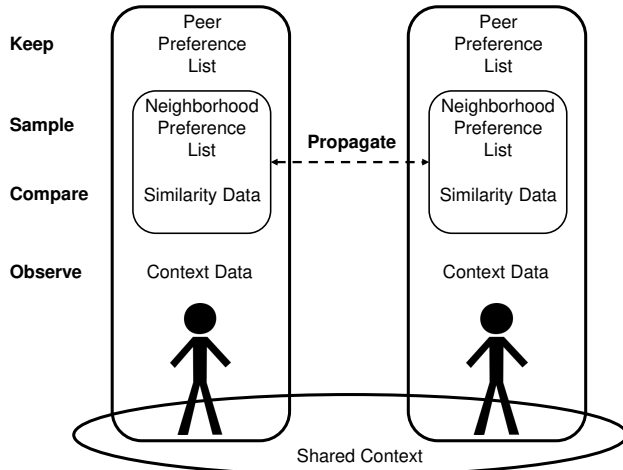 Keep
Peer
Preference
List
Peer
Preference
List
Sample
Neighborhood
Preference
List
Propagate
Neighborhood
Preference
List
Compare
Similarity Data
Similarity Data
Observe
Context Data
Context Data
Shared Context